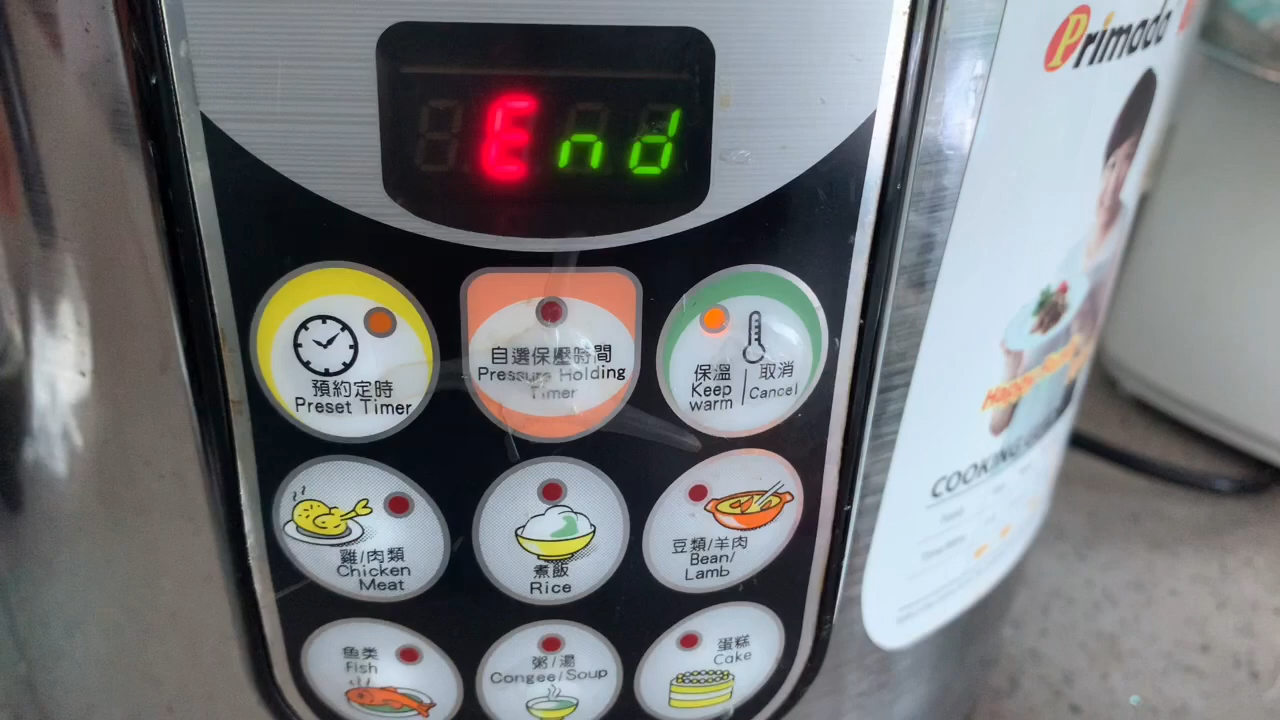 Primada
End
預約定時
Preset Timer
自選保壓時間
Pressure Holding
Timer
保溫
Keep
warm
取消
Cancel
雞/肉類
Chicken
Meat
煮飯
Rice
豆類/羊肉
Bean/
Lamb
鱼类
Fish
粥/湯
Congee/Soup
蛋糕
Cake
COOKING